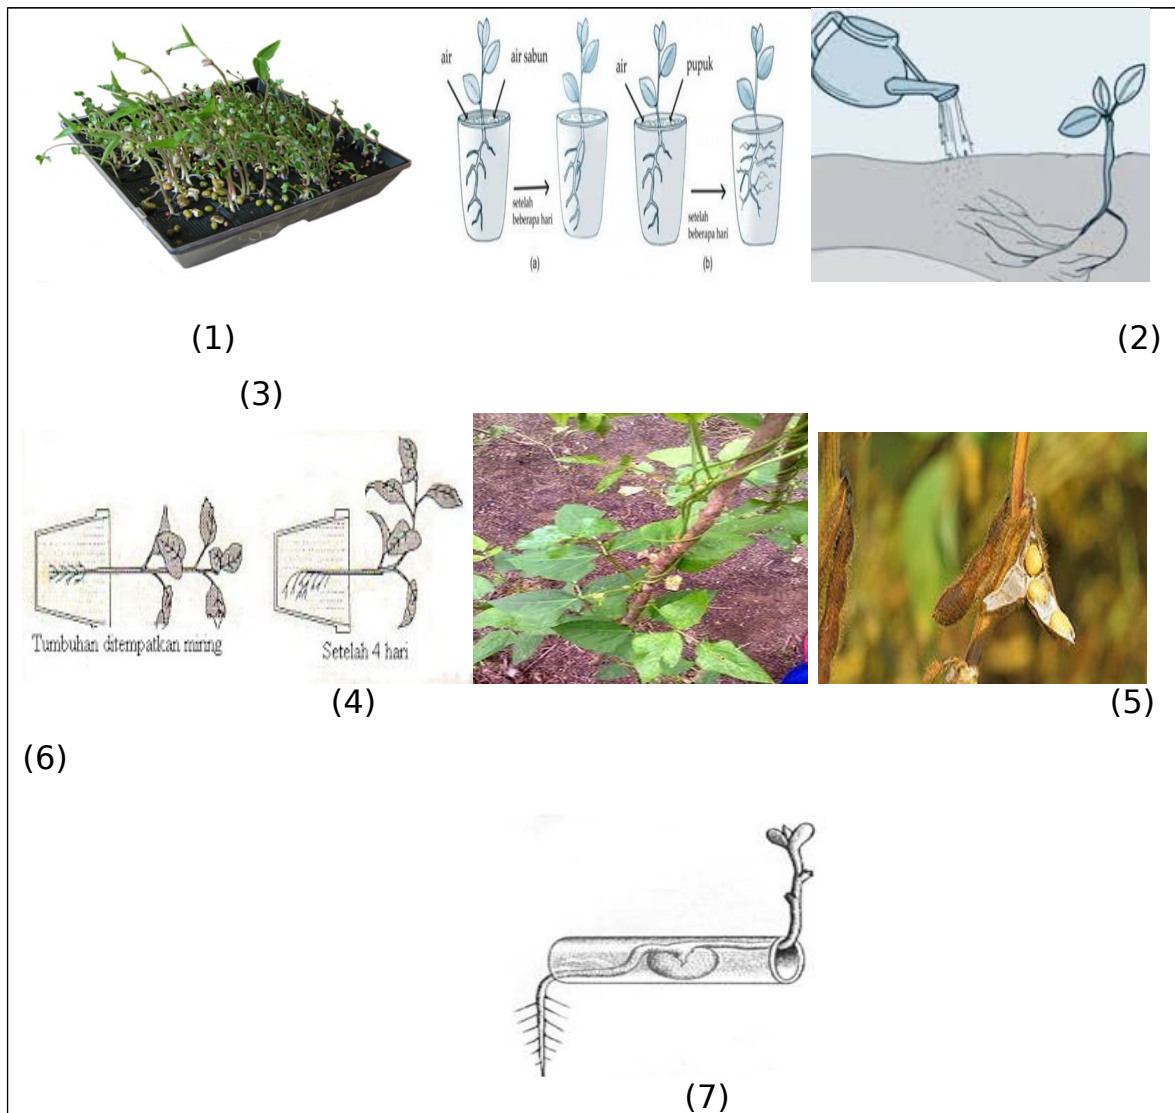 air
air sabun
air
pupuk
setelah
beberapa hari
setelah
beberapa hari
(a)
(b)
(1)
(2)
(3)
Tumbuhan ditempatkan miring
Setelah 4 hari
(4)
(5)
(6)
(7)